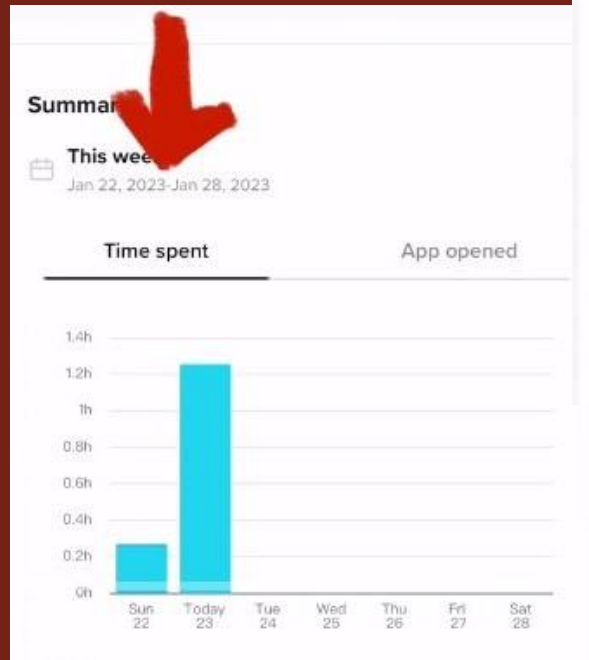 Summar
This wee
Jan 22, 2023-Jan 28, 2023
Time spent App opened
1.4h
1.2h
1h
0.8h
0.6h
0.4h
0.2h
0h
Sun Today Tue Wed Thu Fri Sat
22 23 24 25 26 27 28